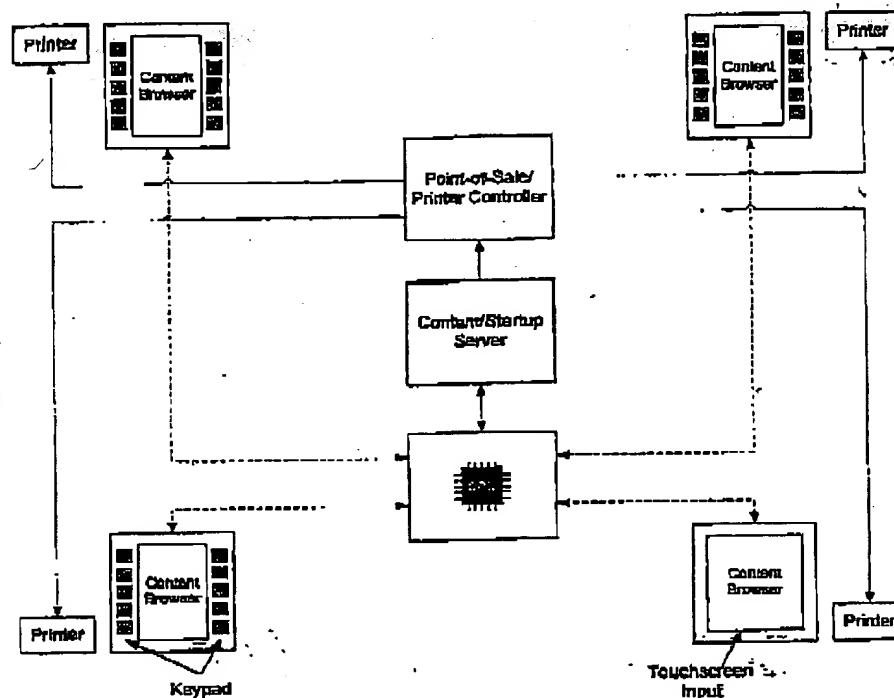 Printer
Content
Browser
Content
Browser
Printer
Point-of-Sale/
Printer Controller
Content/Startup
Server
Content
Browser
Content
Browser
Printer
Printer
Keypad
Touchscreen
Input